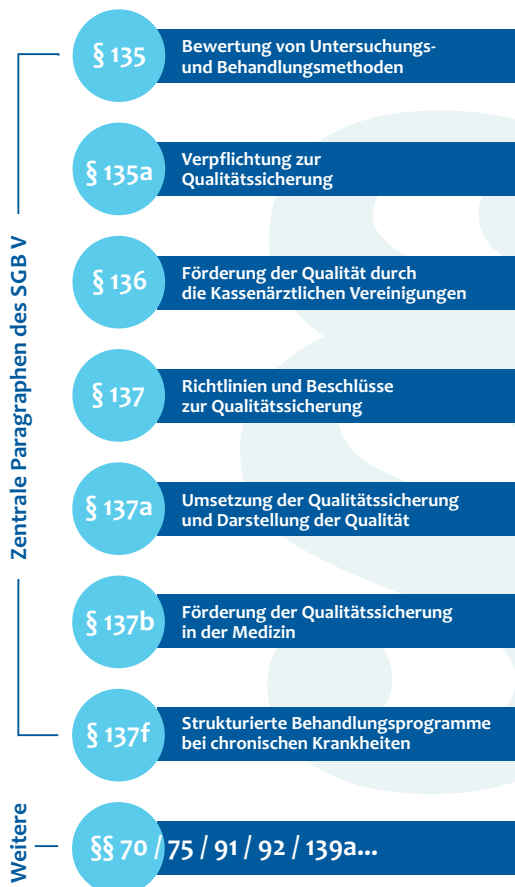 Zentrale Paragraphen des SGB V
§ 135
Bewertung von Untersuchungs-
und Behandlungsmethoden
§ 135a
Verpflichtung zur
Qualitätssicherung
§ 136
Förderung der Qualität durch
die Kassenärztlichen Vereinigungen
§ 137
Richtlinien und Beschlüsse
zur Qualitätssicherung
§ 137a
Umsetzung der Qualitätssicherung
und Darstellung der Qualität
§ 137b
Förderung der Qualitätssicherung
in der Medizin
§ 137f
Strukturierte Behandlungsprogramme
bei chronischen Krankheiten
Weitere
§§ 70 / 75 / 91 / 92 / 139a...